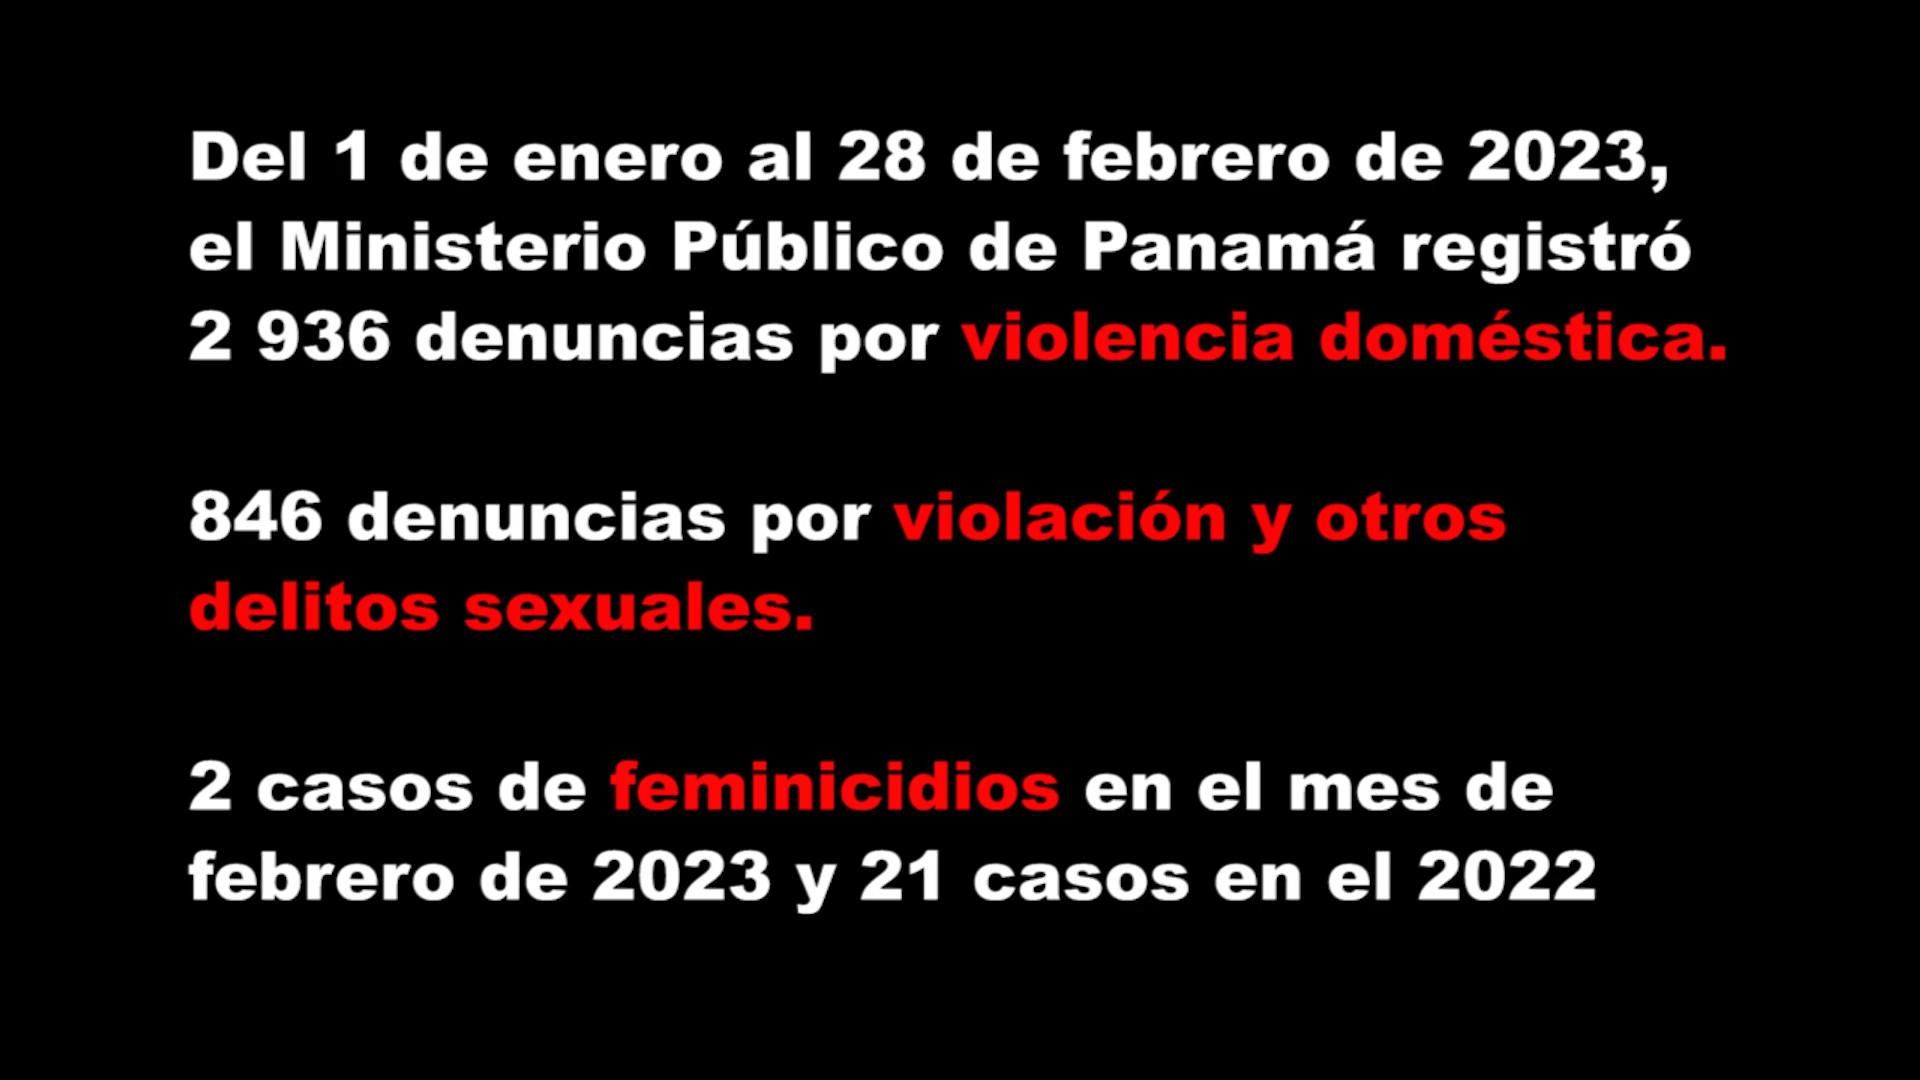 Del 1 de enero al 28 de febrero de 2023,
el Ministerio Público de Panamá registró
2 936 denuncias por violencia doméstica.
846 denuncias por violación y otros
delitos sexuales.
2 casos de feminicidios en el mes de
febrero de 2023 y 21 casos en el 2022